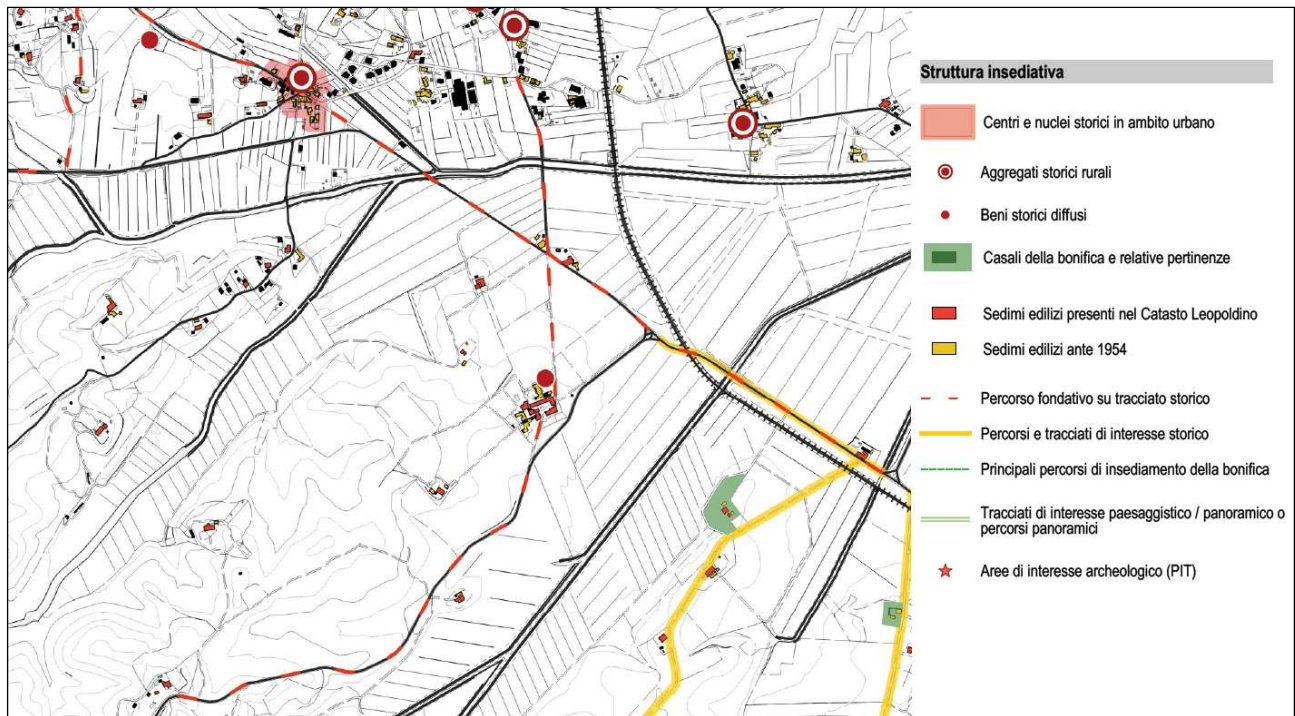 Struttura insediativa
Centri e nuclei storici in ambito urbano
Aggregati storici rurali
Beni storici diffusi
Casali della bonifica e relative pertinenze
Sedimi edilizi presenti nel Catasto Leopoldino
Sedimi edilizi ante 1954
Percorso fondativo su tracciato storico
Percorsi e tracciati di interesse storico
Principali percorsi di insediamento della bonifica
Tracciati di interesse paesaggistico / panoramico o
percorsi panoramici
Aree di interesse archeologico (PIT)